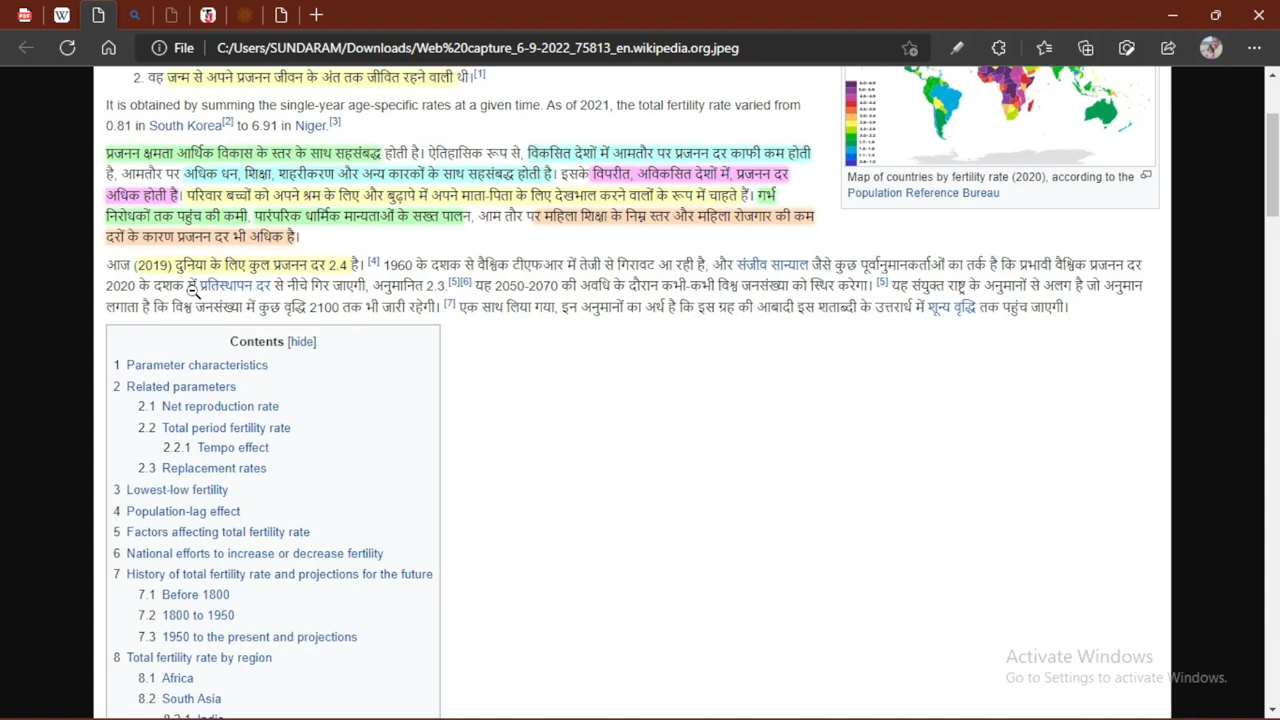 File
C:/Users/SUNDARAM/Downloads/Web%20capture_6-9-2022_75813_en.wikipedia.org.jpeg
2. वह जन्म से अपने प्रजनन जीवन के अंत तक जीवित रहने वाली थी।[1]
It is obtained by summing the single-year age-specific rates at a given time. As of 2021, the total fertility rate varied from
0.81 in South Korea[2] to 6.91 in Niger.[3]
प्रजनन क्षमता आर्थिक विकास के स्तर के साथ सहसंबद्ध होती है। ऐतिहासिक रूप से, विकसित देशों में आमतौर पर प्रजनन दर काफी कम होती
है, आमतौर पर अधिक धन, शिक्षा, शहरीकरण और अन्य कारकों के साथ सहसंबद्ध होती है। इसके विपरीत, अविकसित देशों में, प्रजनन दर
अधिक होती है। परिवार बच्चों को अपने श्रम के लिए और बुढ़ापे में अपने माता-पिता के लिए देखभाल करने वालों के रूप में चाहते हैं। गर्भ
निरोधकों तक पहुंच की कमी, पारंपरिक धार्मिक मान्यताओं के सख्त पालन, आम तौर पर महिला शिक्षा के निम्न स्तर और महिला रोजगार की कम
दरों के कारण प्रजनन दर भी अधिक है।
Map of countries by fertility rate (2020), according to the
Population Reference Bureau
आज (2019) दुनिया के लिए कुल प्रजनन दर 2.4 है। [4] 1960 के दशक से वैश्विक टीएफआर में तेजी से गिरावट आ रही है, और संजीव सान्याल जैसे कुछ पूर्वानुमानकर्ताओं का तर्क है कि प्रभावी वैश्विक प्रजनन दर
2020 के दशक में प्रतिस्थापन दर से नीचे गिर जाएगी, अनुमानित 2.3.[5][6] यह 2050-2070 की अवधि के दौरान कभी-कभी विश्व जनसंख्या को स्थिर करेगा। [5] यह संयुक्त राष्ट्र के अनुमानों से अलग है जो अनुमान
लगाता है कि विश्व जनसंख्या में कुछ वृद्धि 2100 तक भी जारी रहेगी। [7] एक साथ लिया गया, इन अनुमानों का अर्थ है कि इस ग्रह की आबादी इस शताब्दी के उत्तरार्ध में शून्य वृद्धि तक पहुंच जाएगी।
Contents [hide]
1 Parameter characteristics
2 Related parameters
2.1 Net reproduction rate
2.2 Total period fertility rate
2.2.1 Tempo effect
2.3 Replacement rates
3 Lowest-low fertility
4 Population-lag effect
5 Factors affecting total fertility rate
6 National efforts to increase or decrease fertility
7 History of total fertility rate and projections for the future
7.1 Before 1800
7.2 1800 to 1950
7.3 1950 to the present and projections
8 Total fertility rate by region
8.1 Africa
8.2 South Asia
Activate Windows
Go to Settings to activate Windows.